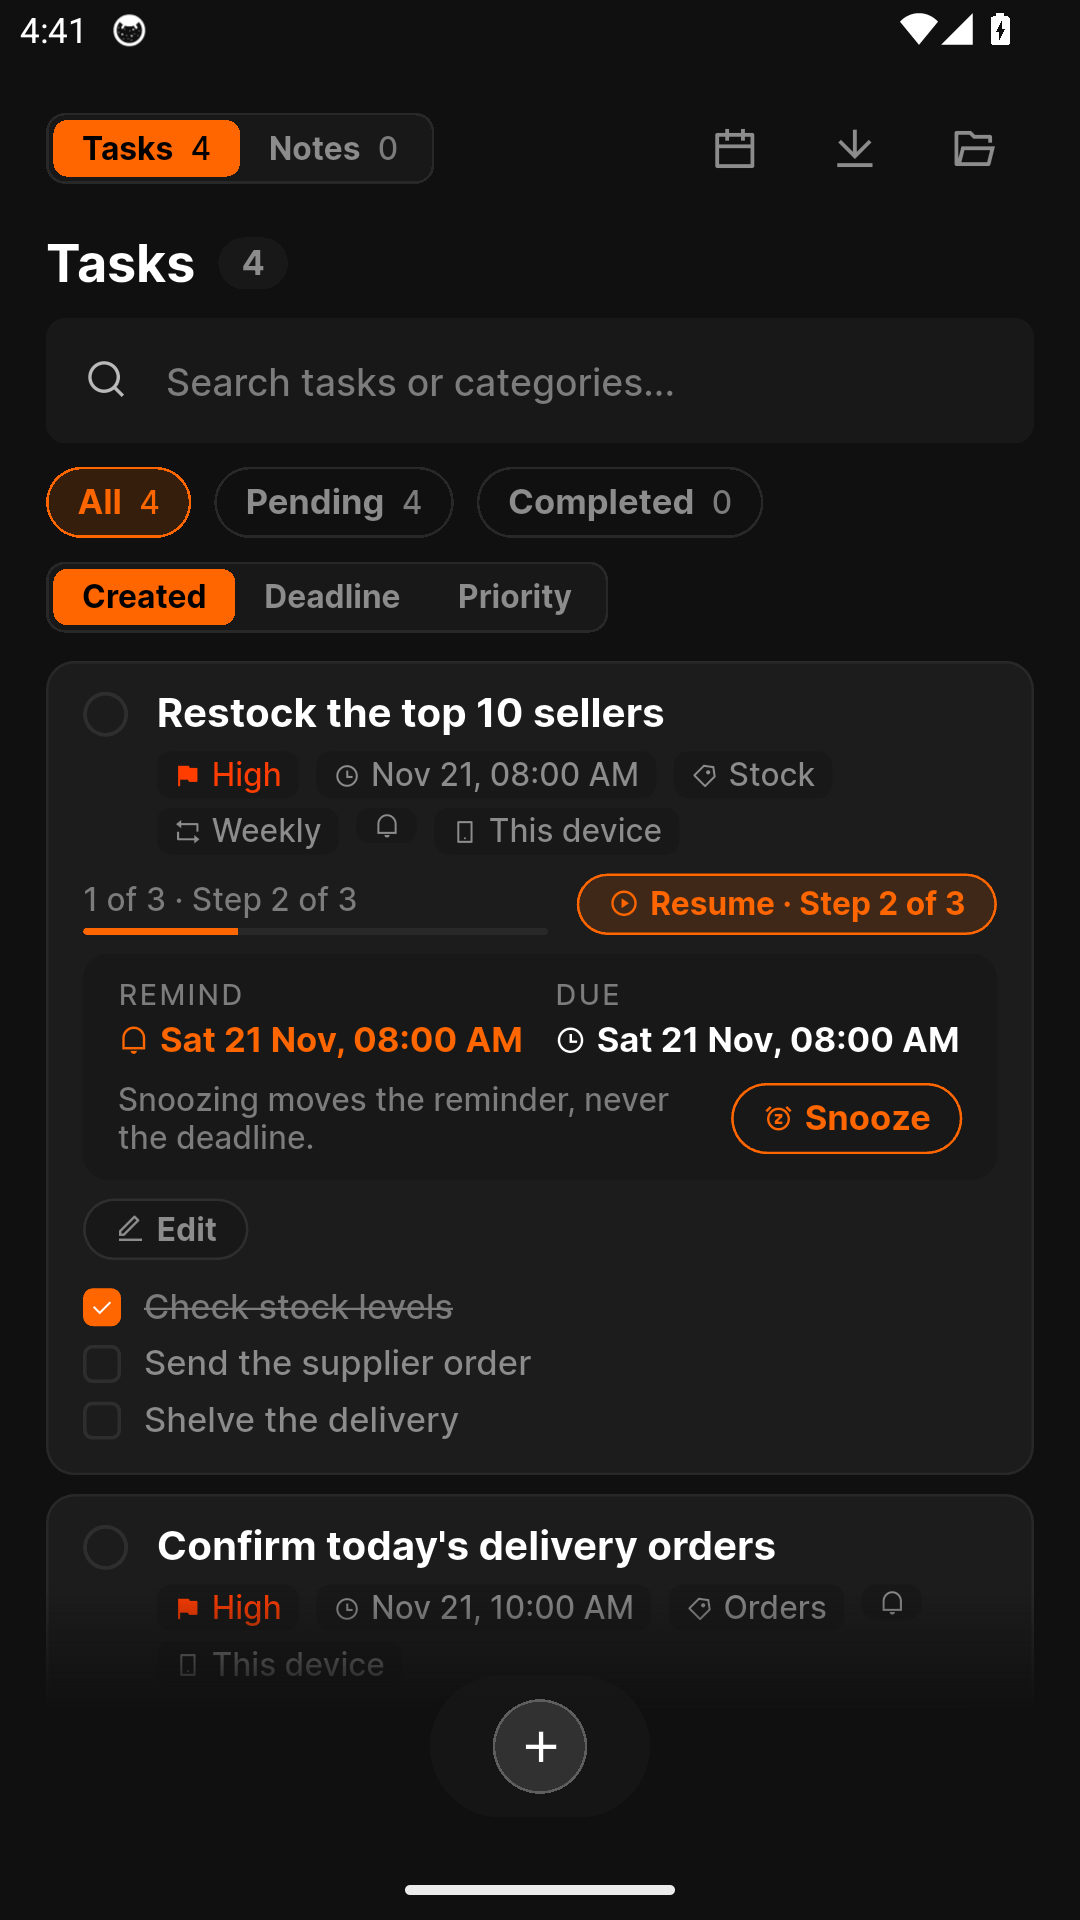 4:41
Tasks 4 Notes 0
Tasks 4
Search tasks or categories...
All 4 Pending 4 Completed 0
Created Deadline Priority
Restock the top 10 sellers
High Nov 21, 08:00 AM Stock
Weekly This device
1 of 3 · Step 2 of 3 Resume · Step 2 of 3
REMIND DUE
Sat 21 Nov, 08:00 AM Sat 21 Nov, 08:00 AM
Snoozing moves the reminder, never
the deadline.
Snooze
Edit
Check stock levels
Send the supplier order
Shelve the delivery
Confirm today's delivery orders
High Nov 21, 10:00 AM Orders
This device